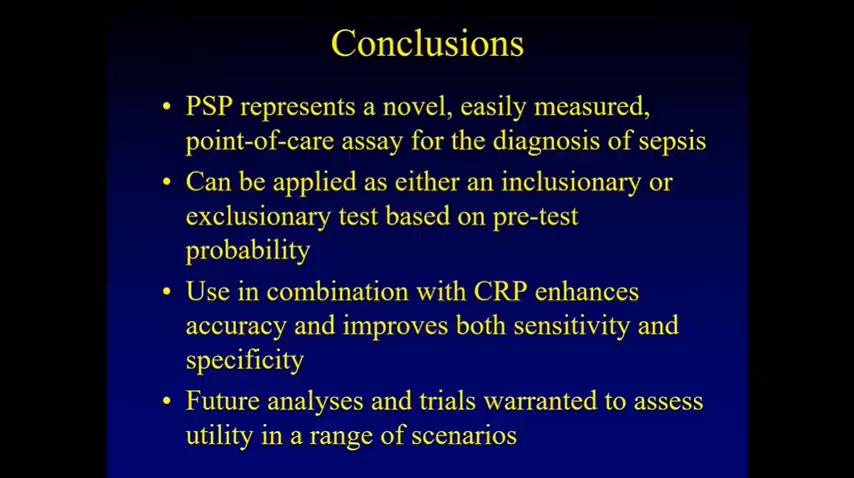 Conclusions
• PSP represents a novel, easily measured,
point-of-care assay for the diagnosis of sepsis
• Can be applied as either an inclusionary or
exclusionary test based on pre-test
probability
• Use in combination with CRP enhances
accuracy and improves both sensitivity and
specificity
• Future analyses and trials warranted to assess
utility in a range of scenarios